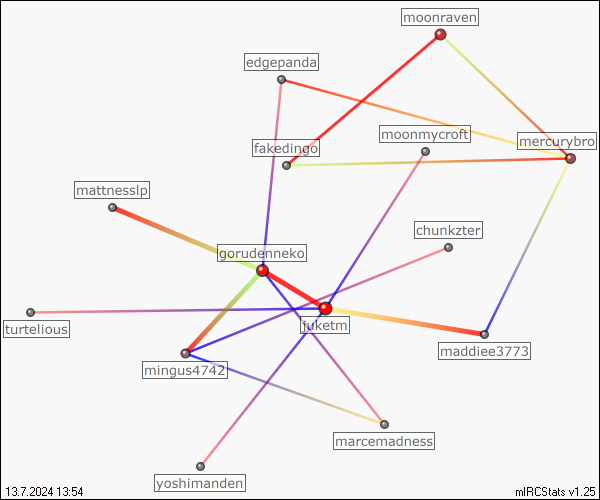 moonraven
edgepanda
moonmycroft
mercurybro
fakedingo
mattnesslp
chunkzter
gorudenneko
turtelious
juketm
maddiee3773
mingus4742
marcemadness
yoshimanden
13.7.2024 13:54
mIRCStats v1.25